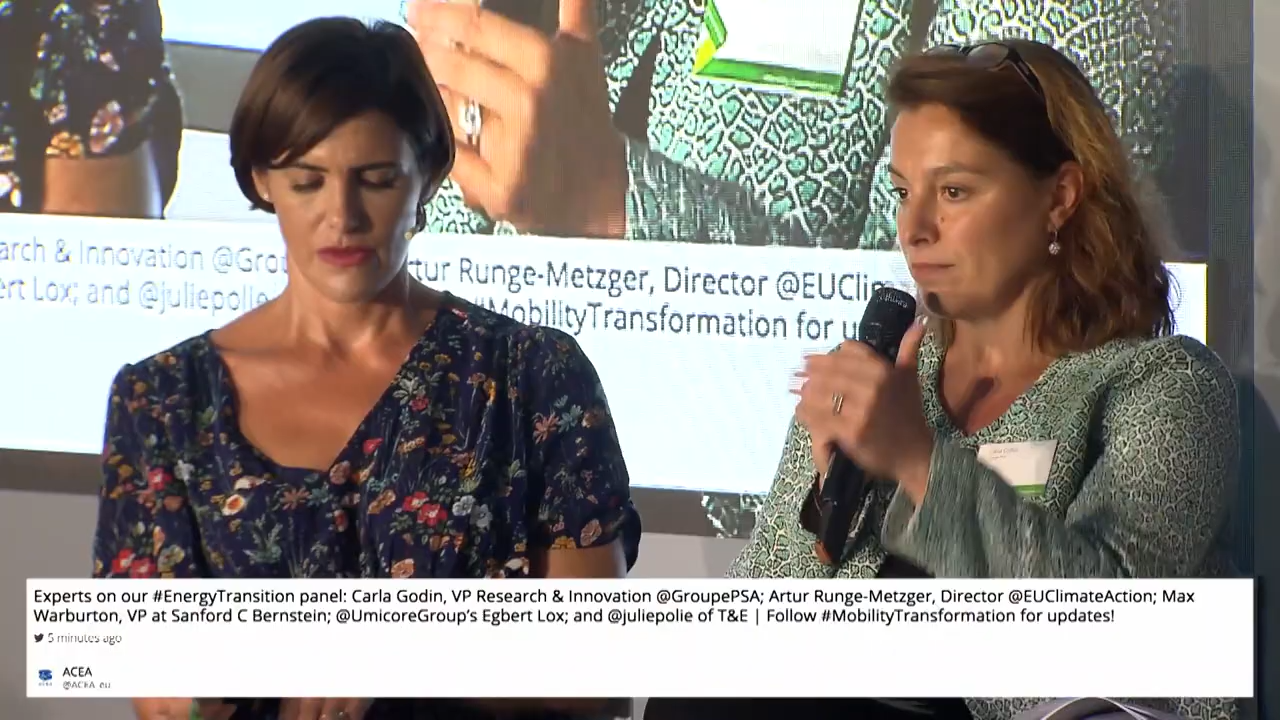 arch & Innovation @Grou
rtur Runge-Metzger, Director @EUClim
ert Lox; and @juliepolie
#MobilityTransformation for u
Experts on our #EnergyTransition panel: Carla Godin, VP Research & Innovation @GroupePSA; Artur Runge-Metzger, Director @EUClimateAction; Max
Warburton, VP at Sanford C Bernstein; @UmicoreGroup's Egbert Lox; and @juliepolie of T&E | Follow #MobilityTransformation for updates!
5 minutes ago
ACEA
@ACEA_eu